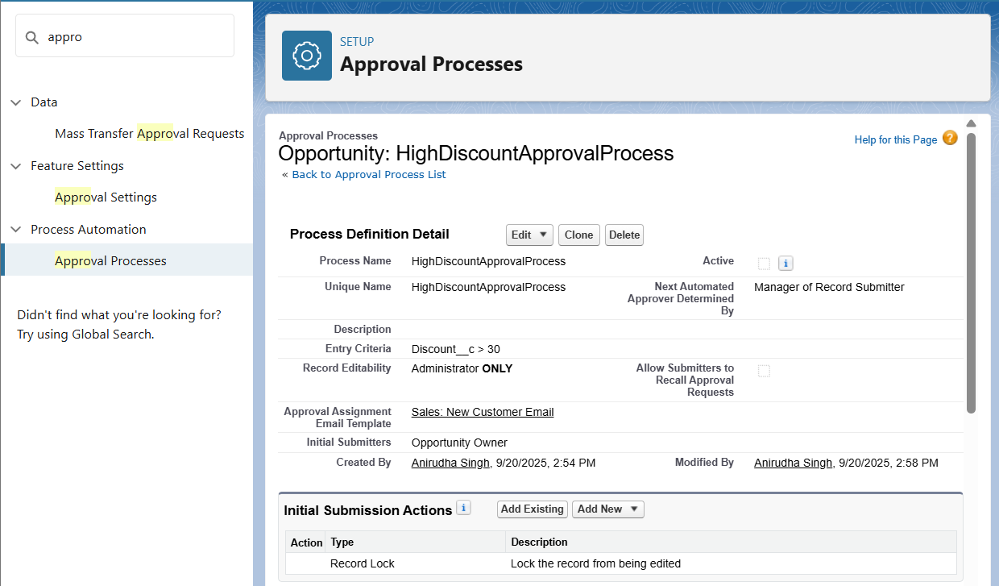 appro
Data
Mass Transfer Approval Requests
Feature Settings
Approval Settings
Process Automation
Approval Processes
Didn't find what you're looking for?
Try using Global Search.
SETUP
Approval Processes
Approval Processes
Opportunity: HighDiscountApprovalProcess
« Back to Approval Process List
Help for this Page ?
Process Definition Detail Edit Clone Delete
Process Name HighDiscountApprovalProcess Active i
Unique Name HighDiscountApprovalProcess Next Automated
Approver Determined
By Manager of Record Submitter
Description
Entry Criteria Discount__c > 30
Record Editability Administrator ONLY Allow Submitters to
Recall Approval
Requests
Approval Assignment
Email Template Sales: New Customer Email
Initial Submitters Opportunity Owner
Created By Anirudha Singh, 9/20/2025, 2:54 PM Modified By Anirudha Singh, 9/20/2025, 2:58 PM
Initial Submission Actions i Add Existing Add New
Action Type Description
Record Lock Lock the record from being edited